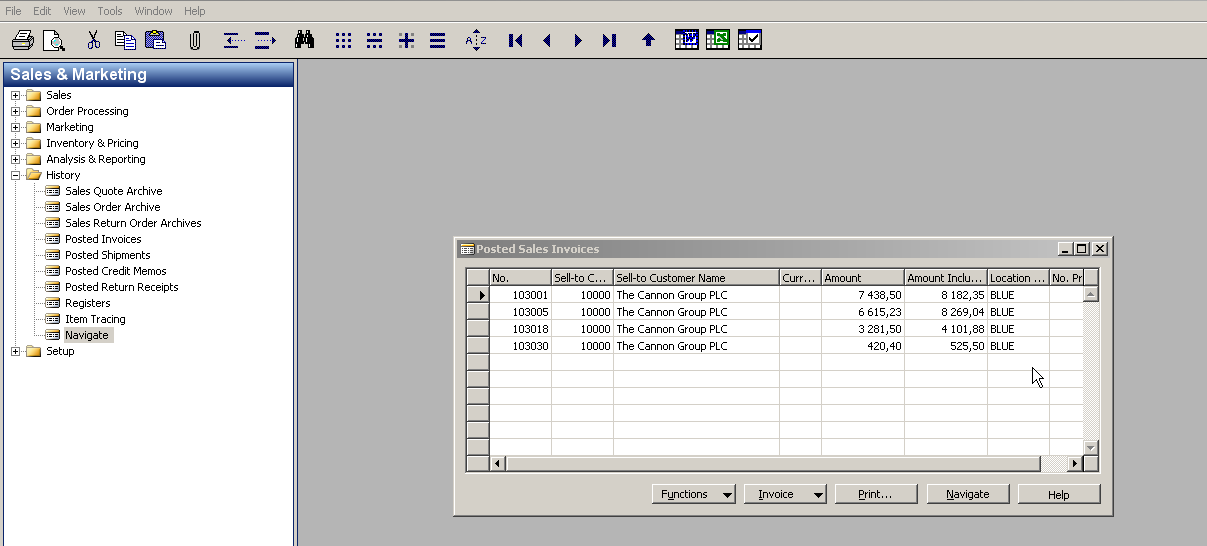 File Edit View Tools Window Help
A Z
W
Sales & Marketing
Sales
Order Processing
Marketing
Inventory & Pricing
Analysis & Reporting
History
Sales Quote Archive
Sales Order Archive
Sales Return Order Archives
Posted Invoices
Posted Shipments
Posted Credit Memos
Posted Return Receipts
Registers
Item Tracing
Navigate
Setup
Posted Sales Invoices
No. Sell-to C... Sell-to Customer Name Curr... Amount Amount Inclu... Location ... No. Pr
103001 10000 The Cannon Group PLC 7 438,50 8 182,35 BLUE
103005 10000 The Cannon Group PLC 6 615,23 8 269,04 BLUE
103018 10000 The Cannon Group PLC 3 281,50 4 101,88 BLUE
103030 10000 The Cannon Group PLC 420,40 525,50 BLUE
Functions Invoice Print... Navigate Help